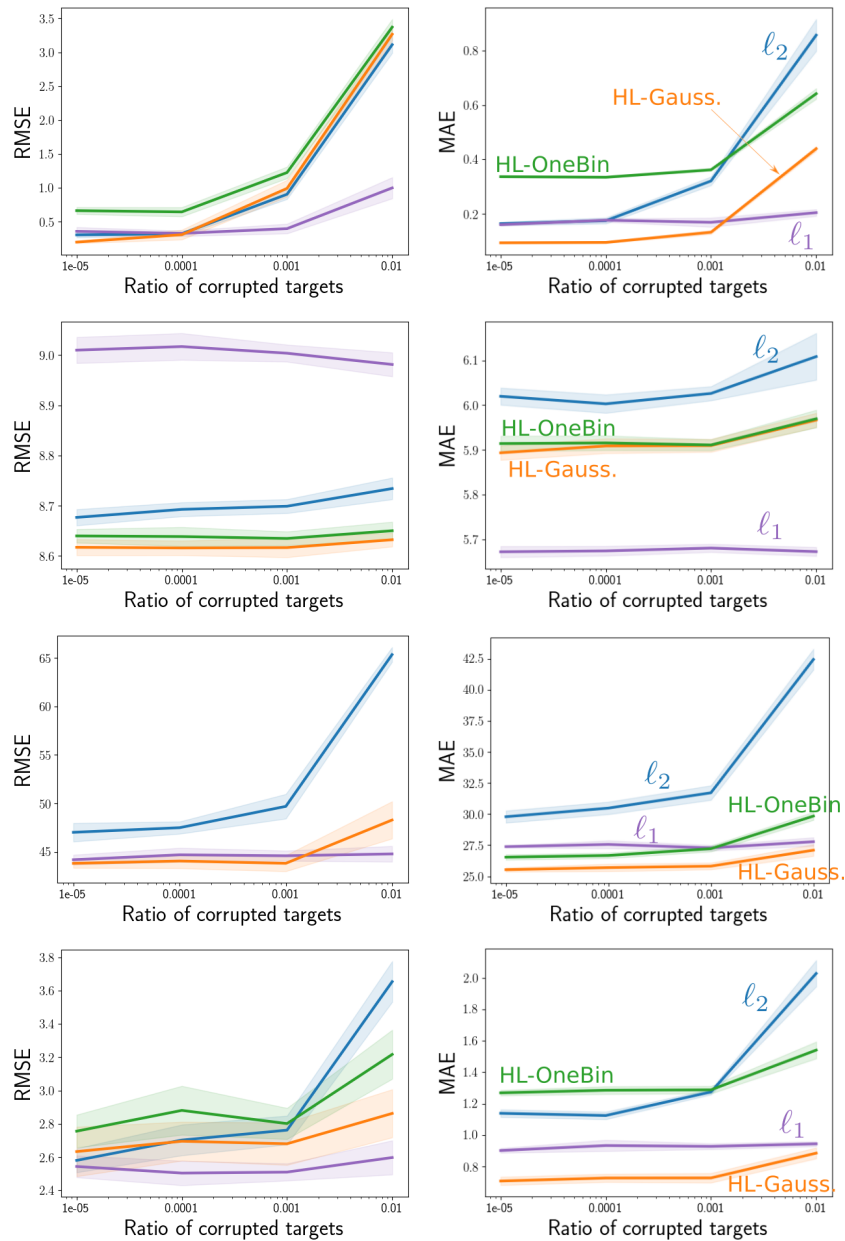 3.5
3.0
2.5
2.0
1.5
1.0
0.5
RMSE
1e-05 0.0001 0.001 0.01
Ratio of corrupted targets
0.8
0.6
0.4
0.2
MAE
ℓ2
HL-Gauss.
HL-OneBin
ℓ1
1e-05 0.0001 0.001 0.01
Ratio of corrupted targets
9.0
8.9
8.8
8.7
8.6
RMSE
1e-05 0.0001 0.001 0.01
Ratio of corrupted targets
6.1
6.0
5.9
5.8
5.7
MAE
ℓ2
HL-OneBin
HL-Gauss.
ℓ1
1e-05 0.0001 0.001 0.01
Ratio of corrupted targets
65
60
55
50
45
RMSE
1e-05 0.0001 0.001 0.01
Ratio of corrupted targets
42.5
40.0
37.5
35.0
32.5
30.0
27.5
25.0
MAE
ℓ2
HL-OneBin
ℓ1
HL-Gauss.
1e-05 0.0001 0.001 0.01
Ratio of corrupted targets
3.8
3.6
3.4
3.2
3.0
2.8
2.6
2.4
RMSE
1e-05 0.0001 0.001 0.01
Ratio of corrupted targets
2.0
1.8
1.6
1.4
1.2
1.0
0.8
MAE
ℓ2
HL-OneBin
ℓ1
HL-Gauss.
1e-05 0.0001 0.001 0.01
Ratio of corrupted targets